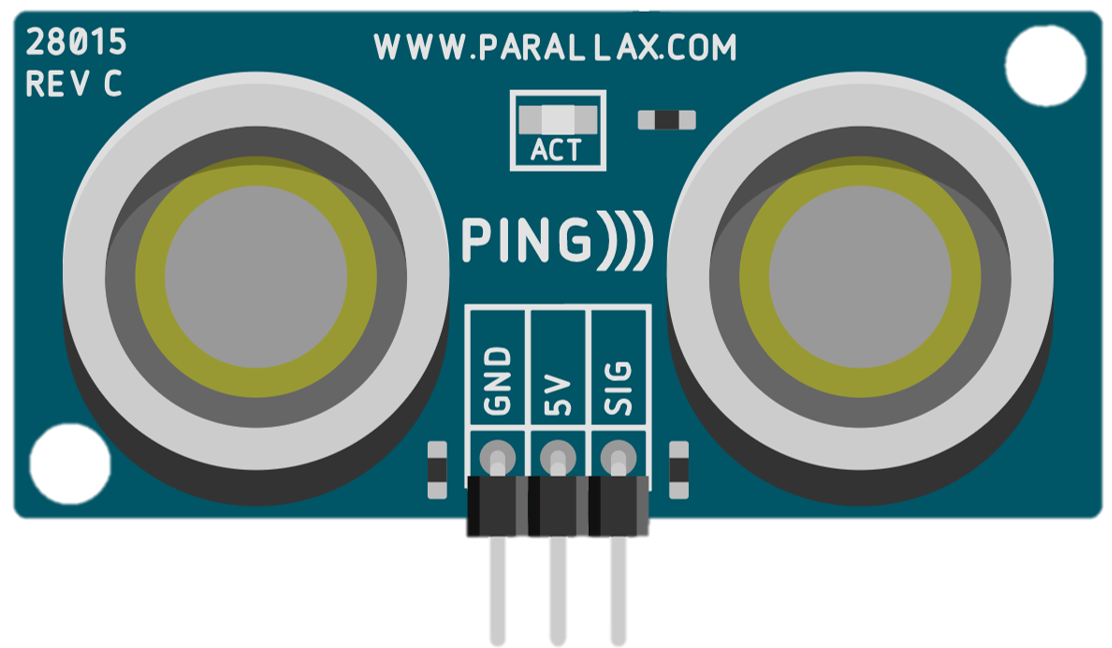 28015
REV C
WWW.PARALLAX.COM
ACT
PING)))
GND
5V
SIG